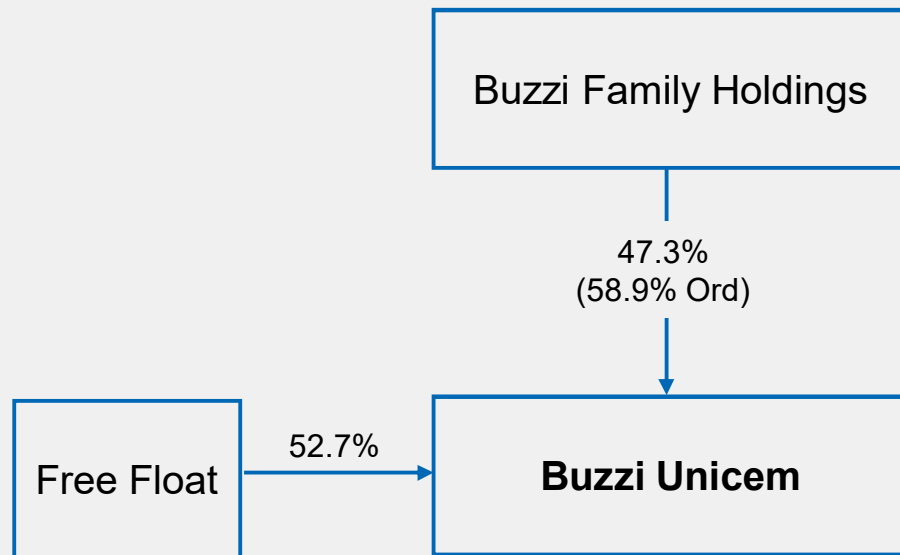 Buzzi Family Holdings
47.3%
(58.9% Ord)
52.7%
Free Float
Buzzi Unicem